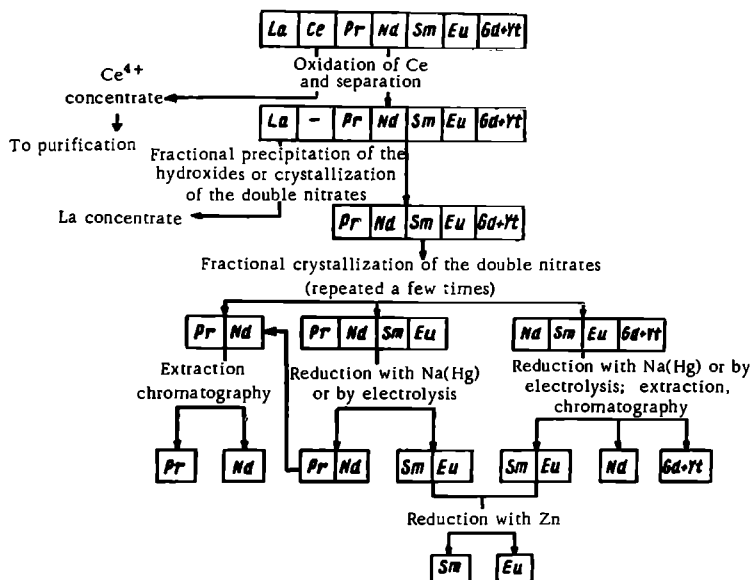 La Ce Pr Nd Sm Eu Gd+Yt
Oxidation of Ce
and separation
Ce4+
concentrate
To purification
La - Pr Nd Sm Eu Gd+Yt
Fractional precipitation of the
hydroxides or crystallization
of the double nitrates
La concentrate
Pr Nd Sm Eu Gd+Yt
Fractional crystallization of the double nitrates
(repeated a few times)
Pr Nd
Pr Nd Sm Eu
Nd Sm Eu Gd+Yt
Extraction
chromatography
Reduction with Na(Hg)
or by electrolysis
Reduction with Na(Hg) or by
electrolysis; extraction,
chromatography
Pr
Nd
Pr Nd
Sm Eu
Sm Eu
Nd
Gd+Yt
Reduction with Zn
Sm
Eu